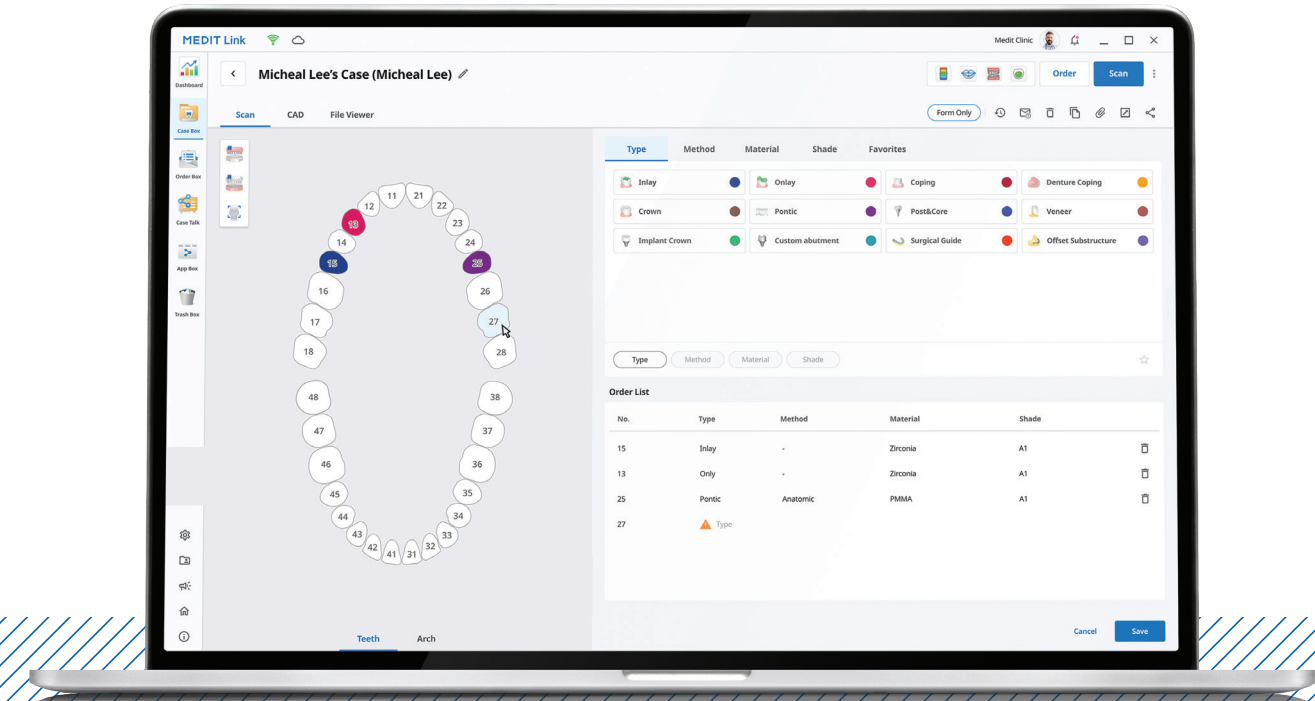 MEDIT Link
Medit Clinic
Dashboard
Case Box
Order Box
Case Talk
App Box
Trash Box
Micheal Lee's Case (Micheal Lee)
Order
Scan
Scan CAD File Viewer
Form Only
11 21
12 22
13 23
14 24
15 25
16 26
17 27
18 28
48 38
47 37
46 36
45 35
44 34
43 33
42 41 31 32
Teeth Arch
Type Method Material Shade Favorites
Inlay Onlay Coping Denture Coping
Crown Pontic Post&Core Veneer
Implant Crown Custom abutment Surgical Guide Offset Substructure
Type Method Material Shade
Order List
No. Type Method Material Shade
15 Inlay - Zirconia A1
13 Only - Zirconia A1
25 Pontic Anatomic PMMA A1
27 Type
Cancel Save